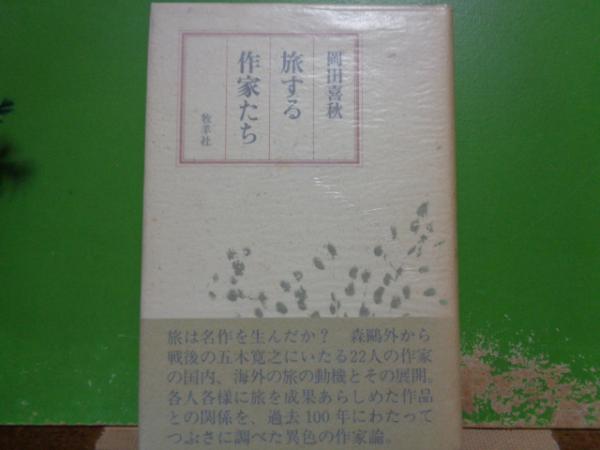 岡田喜秋
旅する
作家たち
牧羊社
旅は名作を生んだか? 森鷗外から
戦後の五木寛之にいたる22人の作家
の国内、海外の旅の動機とその展開。
各人各様に旅を成果あらしめた作品
との関係を、過去100年にわたって
つぶさに調べた異色の作家論。